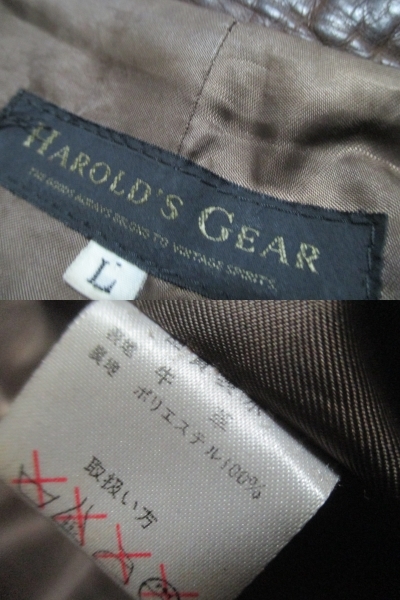 HAROLD'S GEAR
THE GOODS ALWAYS BELONG TO VINTAGE SPIRITS.
L
表地 牛 革
裏地 ポリエステル100%
取扱い方